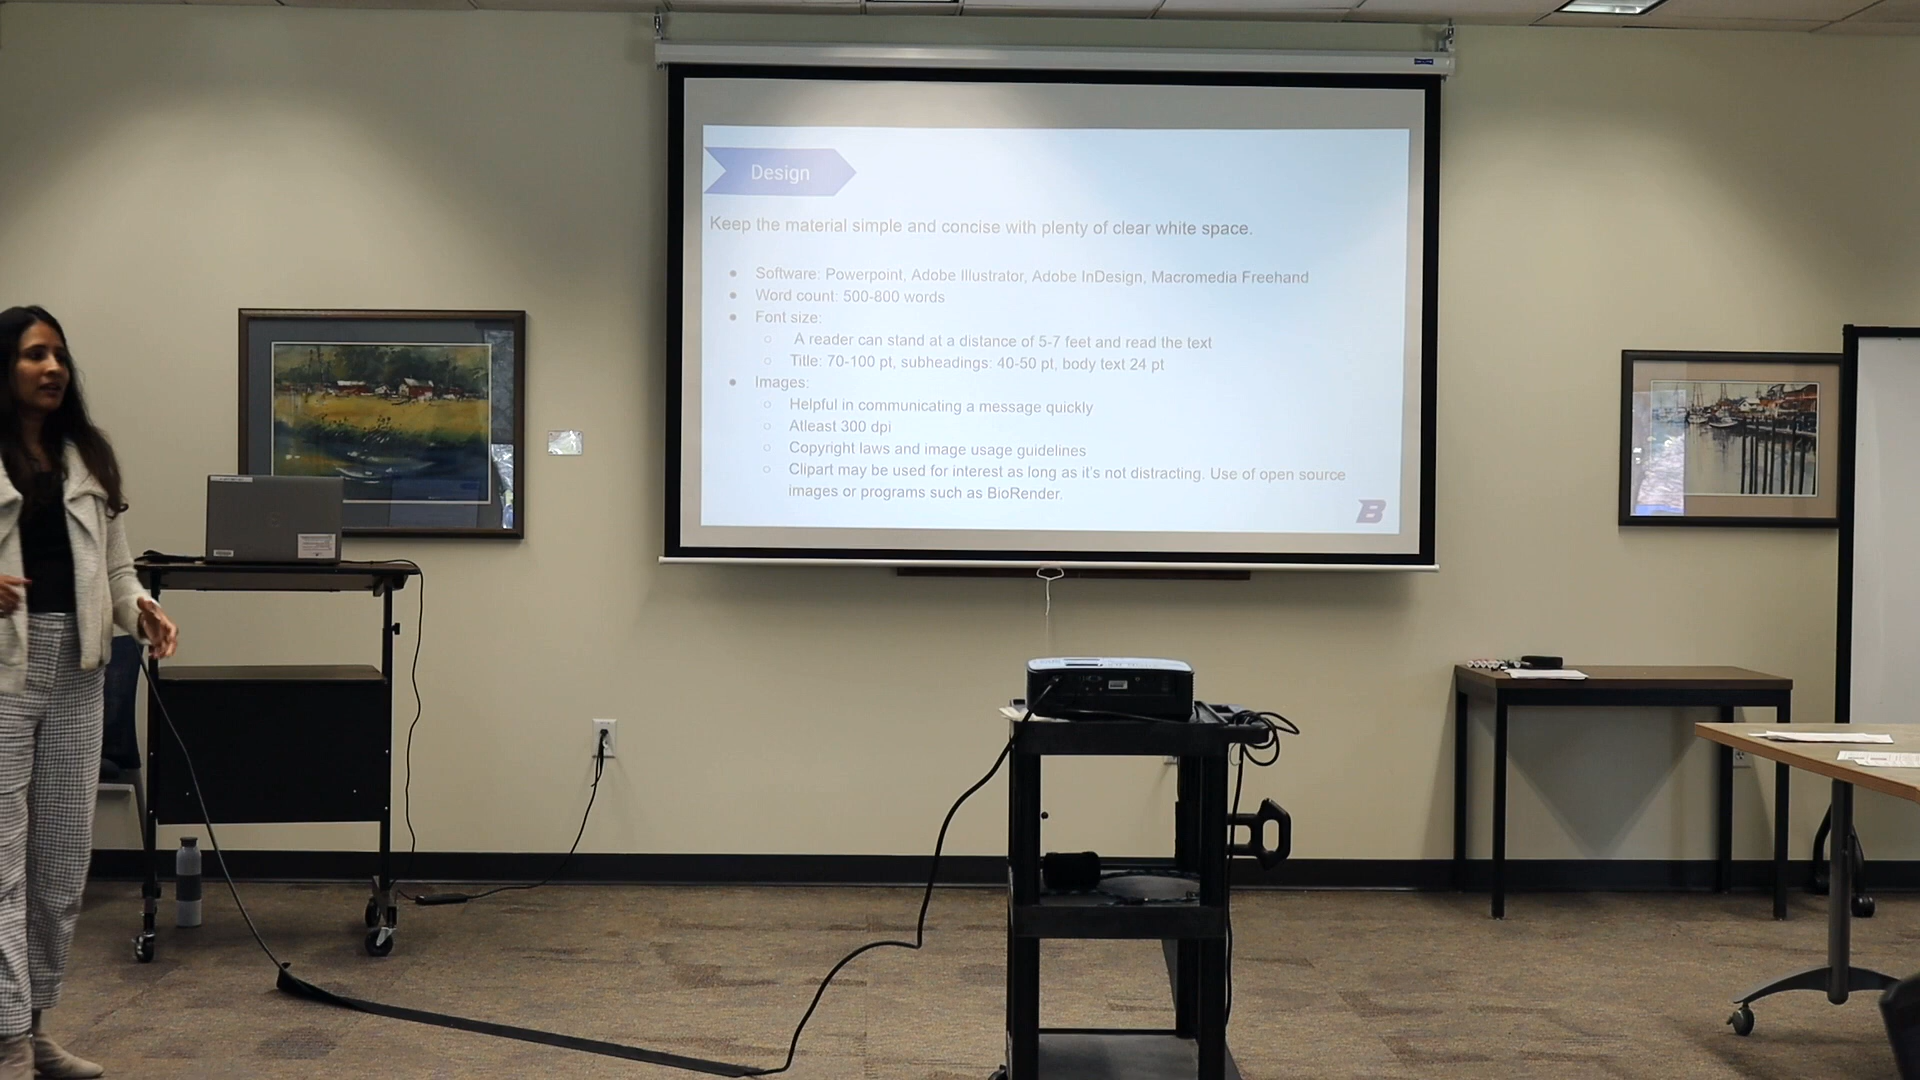 Design
Keep the material simple and concise with plenty of clear white space.
● Software: Powerpoint, Adobe Illustrator, Adobe InDesign, Macromedia Freehand
● Word count: 500-800 words
● Font size:
○ A reader can stand at a distance of 5-7 feet and read the text
○ Title: 70-100 pt, subheadings: 40-50 pt, body text 24 pt
● Images:
○ Helpful in communicating a message quickly
○ Atleast 300 dpi
○ Copyright laws and image usage guidelines
○ Clipart may be used for interest as long as it's not distracting. Use of open source
images or programs such as BioRender.
B